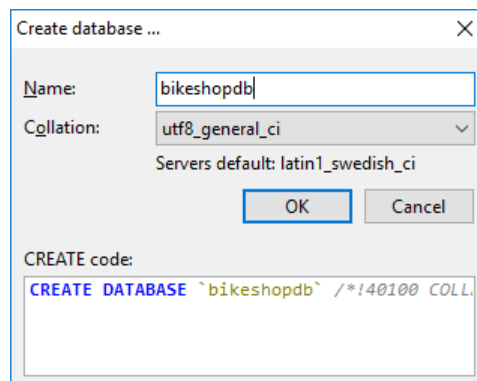 Create database ...
Name: bikeshopdb
Collation: utf8_general_ci
Servers default: latin1_swedish_ci
OK Cancel
CREATE code:
CREATE DATABASE `bikeshopdb` /*!40100 COLL